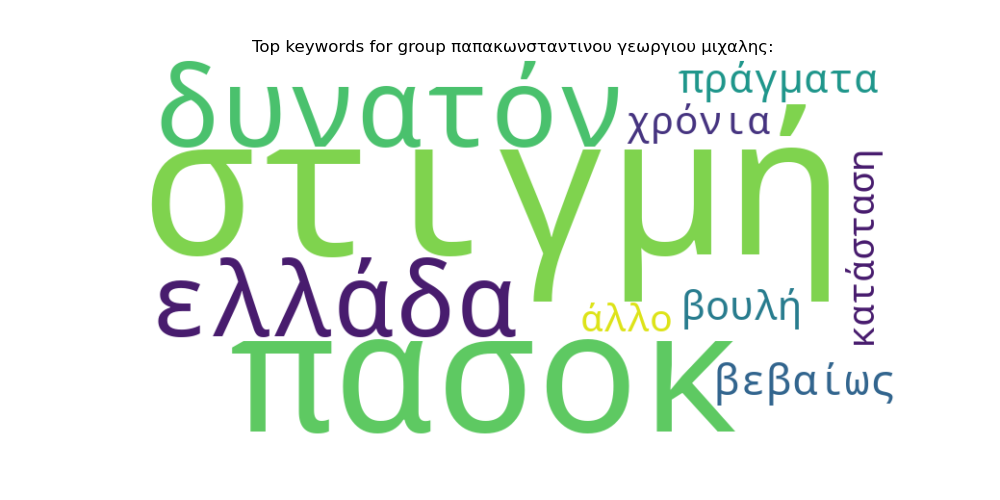 Top keywords for group παπακωνσταντινου γεωργιου μιχαλης:
δυνατόν
πράγματα
χρόνια
στιγμή
κατάσταση
ελλάδα
άλλο
βουλή
πασοκ
βεβαίως